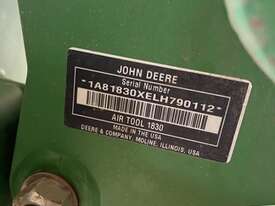 JOHN DEERE
Serial Number
-1A81830XELH790112-
AIR TOOL 1830
MADE IN THE USA
DEERE & COMPANY, MOLINE, ILLINOIS, USA